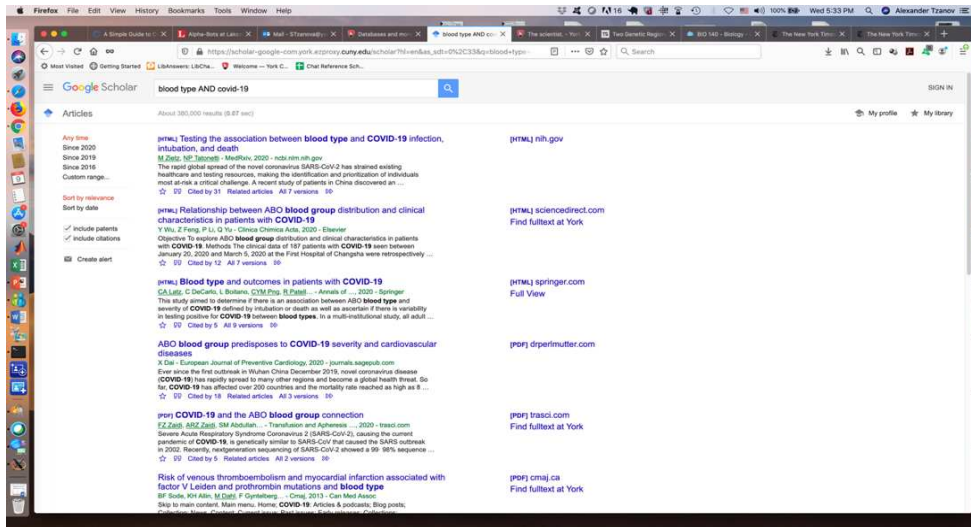 Firefox File Edit View History Bookmarks Tools Window Help
100% Wed 5:33 PM Alexander Tzanov
A Simple Guide to
Alpha-Bots at
Mail -
Databases and
blood type AND
The scientist, - York
Two Genetic Region
BIO 140 - Biology -
The New York
The New York
https://scholar-google-com.york.ezproxy.cuny.edu/scholar?hl=en&as_sdt=0%2C33&q=blood+type+
Search
Most Visited Getting Started LibAnswers: LibCha... Welcome — York C... Chat Reference Sch...
Google Scholar
blood type AND covid-19
SIGN IN
Articles
About 380,000 results (0.07 sec)
My profile My library
Any time
Since 2020
Since 2019
Since 2016
Custom range...
Sort by relevance
Sort by date
include patents
include citations
Create alert
[HTML] Testing the association between blood type and COVID-19 infection,
intubation, and death
M Zietz, NP Tatonetti - MedRxiv, 2020 - ncbi.nlm.nih.gov
The rapid global spread of the novel coronavirus SARS-CoV-2 has strained existing
healthcare and testing resources, making the identification and prioritization of individuals
most at-risk a critical challenge. A recent study of patients in China discovered an ...
Cited by 31 Related articles All 7 versions
[HTML] nih.gov
[HTML] Relationship between ABO blood group distribution and clinical
characteristics in patients with COVID-19
Y Wu, Z Feng, P Li, Q Yu - Clinica Chimica Acta, 2020 - Elsevier
Objective To explore ABO blood group distribution and clinical characteristics in patients
with COVID-19. Methods The clinical data of 187 patients with COVID-19 seen between
January 20, 2020 and March 5, 2020 at the First Hospital of Changsha were retrospectively ...
Cited by 12 All 7 versions
[HTML] sciencedirect.com
Find fulltext at York
[HTML] Blood type and outcomes in patients with COVID-19
CA Latz, C DeCarlo, L Boitano, CYM Png, R Patell... - Annals of ..., 2020 - Springer
This study aimed to determine if there is an association between ABO blood type and
severity of COVID-19 defined by intubation or death as well as ascertain if there is variability
in testing positive for COVID-19 between blood types. In a multi-institutional study, all adult ...
Cited by 5 All 9 versions
[HTML] springer.com
Full View
ABO blood group predisposes to COVID-19 severity and cardiovascular
diseases
X Dai - European Journal of Preventive Cardiology, 2020 - journals.sagepub.com
Ever since the first outbreak in Wuhan China December 2019, novel coronavirus disease
(COVID-19) has rapidly spread to many other regions and become a global health threat. So
far, COVID-19 has affected over 200 countries and the mortality rate reached as high as 8 ...
Cited by 18 Related articles All 3 versions
[PDF] drperlmutter.com
[PDF] COVID-19 and the ABO blood group connection
FZ Zaidi, ARZ Zaidi, SM Abdullah... - Transfusion and Apheresis ..., 2020 - trasci.com
Severe Acute Respiratory Syndrome Coronavirus 2 (SARS-CoV-2), causing the current
pandemic of COVID-19, is genetically similar to SARS-CoV that caused the SARS outbreak
in 2002. Recently, nextgeneration sequencing of SARS-CoV-2 showed a 99· 98% sequence ...
Cited by 5 Related articles All 2 versions
[PDF] trasci.com
Find fulltext at York
Risk of venous thromboembolism and myocardial infarction associated with
factor V Leiden and prothrombin mutations and blood type
BF Sode, KH Allin, M Dahl, F Gyntelberg... - Cmaj, 2013 - Can Med Assoc
Skip to main content. Main menu. Home; COVID-19: Articles & podcasts; Blog posts;
Collection; News. Content: Current issue; Past issues; Early releases; Collections;
[PDF] cmaj.ca
Find fulltext at York